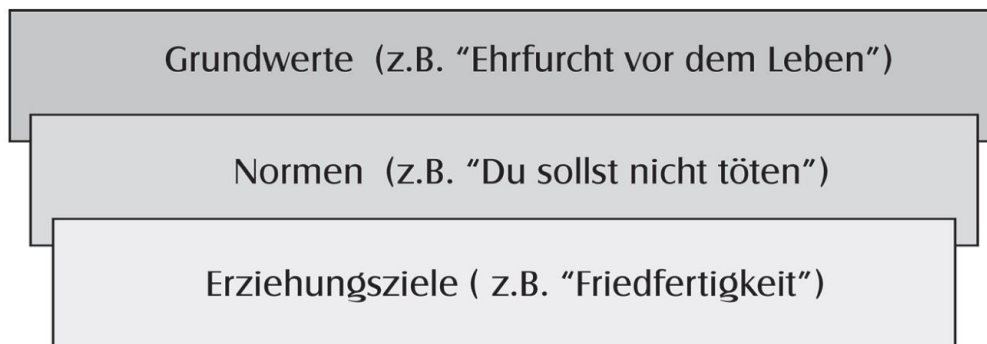 Grundwerte (z.B. “Ehrfurcht vor dem Leben”)
Normen (z.B. “Du sollst nicht töten”)
Erziehungsziele ( z.B. “Friedfertigkeit”)